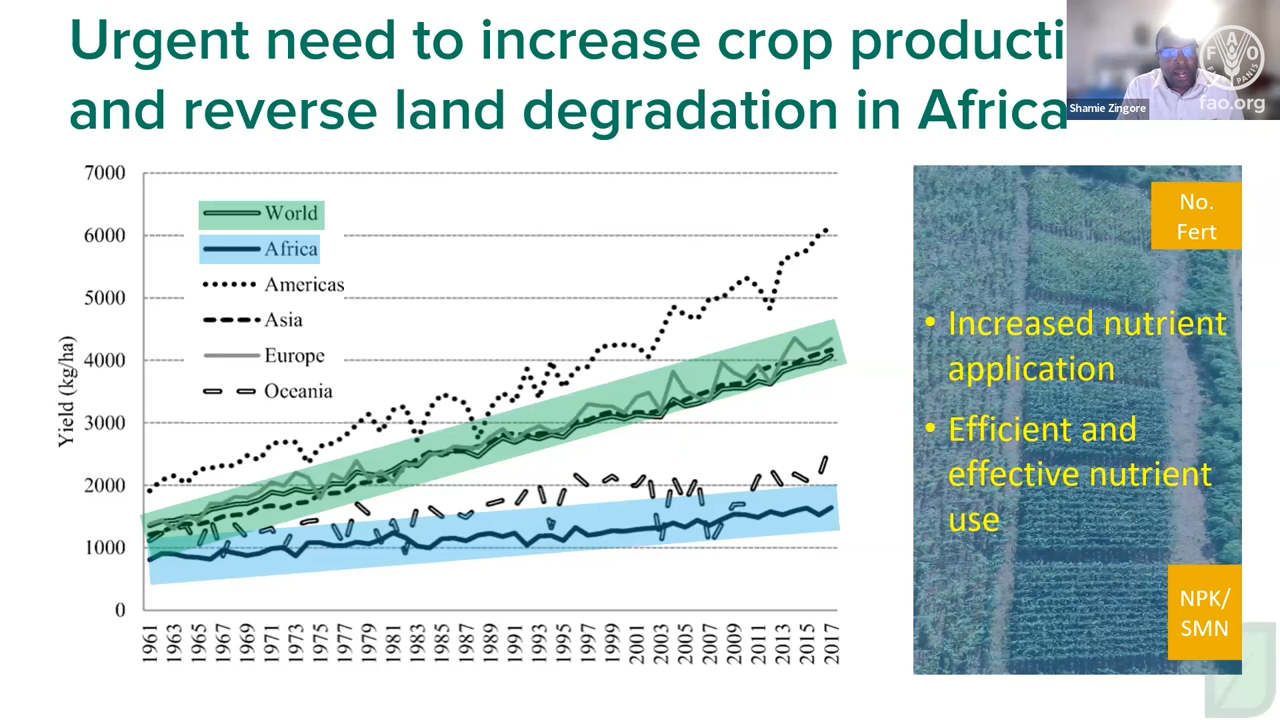 Urgent need to increase crop producti
and reverse land degradation in Africa
Shamie Zingore
F A O
PANIS
fao.org
7000
6000
5000
4000
3000
2000
1000
0
Yield (kg/ha)
World
Africa
Americas
Asia
Europe
Oceania
1961
1963
1965
1967
1969
1971
1973
1975
1977
1979
1981
1983
1985
1987
1989
1991
1993
1995
1997
1999
2001
2003
2005
2007
2009
2011
2013
2015
2017
No.
Fert
• Increased nutrient
application
• Efficient and
effective nutrient
use
NPK/
SMN